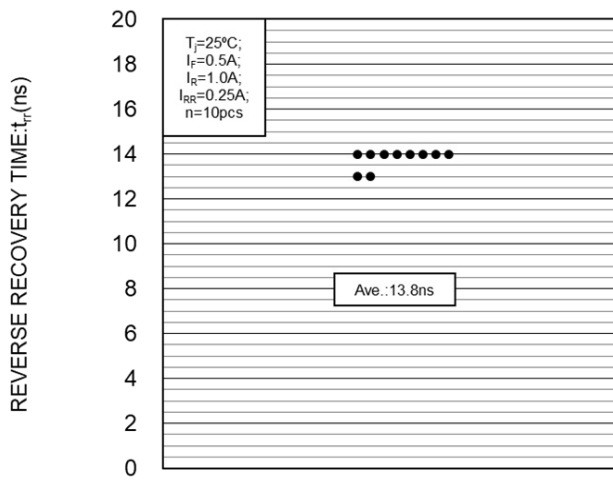 REVERSE RECOVERY TIME:trr(ns)
20
18
16
14
12
10
8
6
4
2
0
Tj=25ºC;
IF=0.5A;
IR=1.0A;
IRR=0.25A;
n=10pcs
Ave.:13.8ns